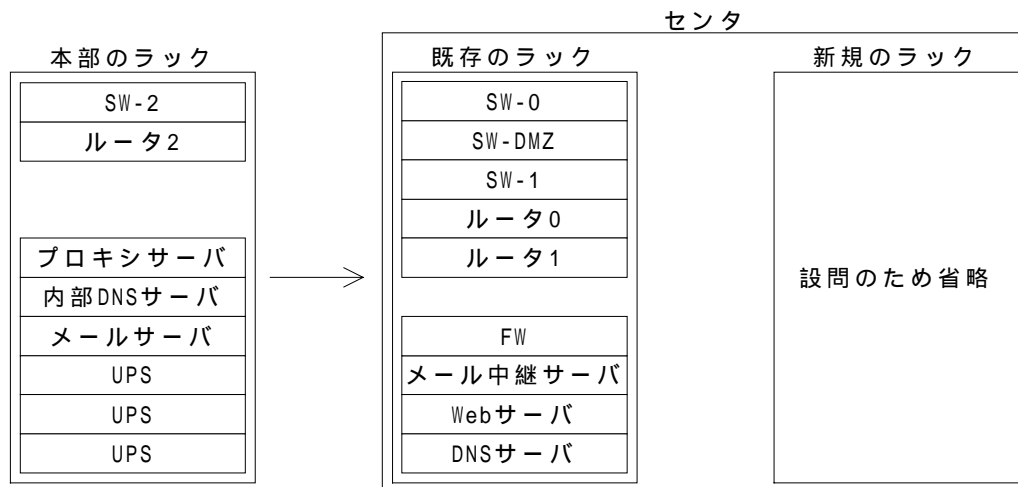 センタ
本部のラック
SW-2
ルータ2
プロキシサーバ
内部DNSサーバ
メールサーバ
UPS
UPS
UPS
既存のラック
SW-0
SW-DMZ
SW-1
ルータ0
ルータ1
FW
メール中継サーバ
Webサーバ
DNSサーバ
新規のラック
設問のため省略